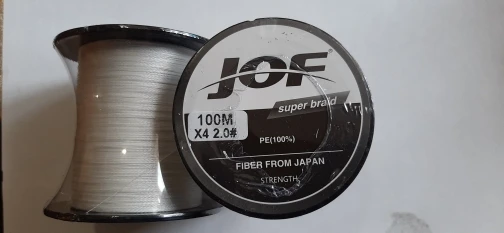 JOF
super braid
100M
X4 2.0#
PE(100%)
FIBER FROM JAPAN
STRENGTH